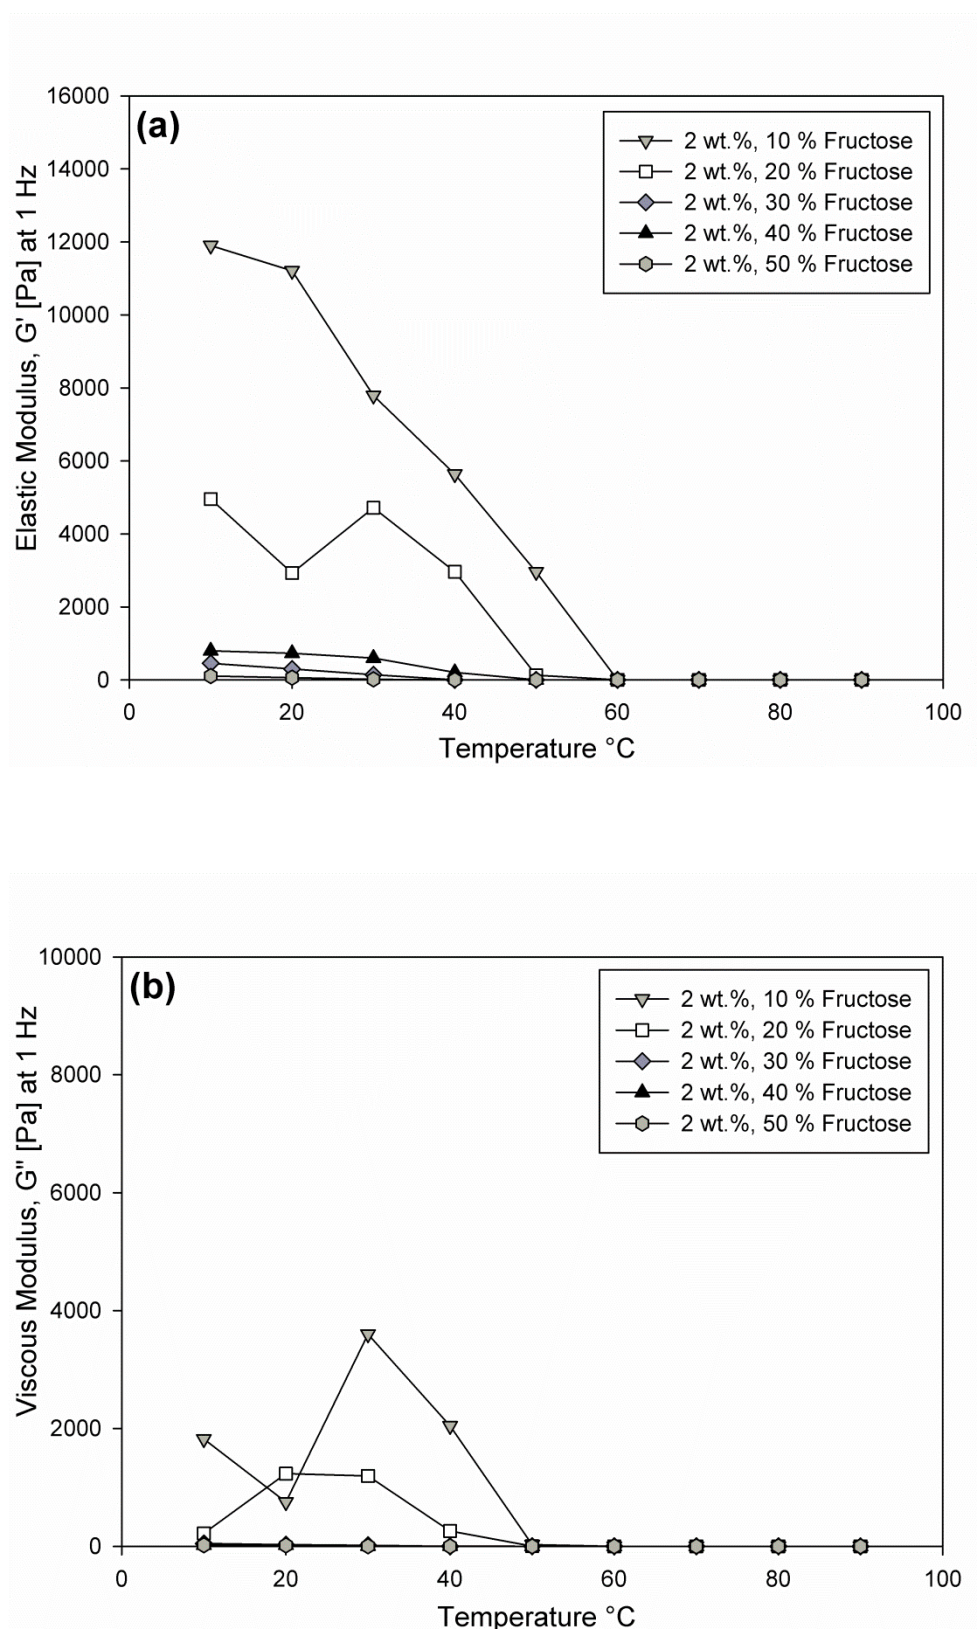 (a)
Elastic Modulus, G' [Pa] at 1 Hz
16000
14000
12000
10000
8000
6000
4000
2000
0
2 wt.%, 10 % Fructose
2 wt.%, 20 % Fructose
2 wt.%, 30 % Fructose
2 wt.%, 40 % Fructose
2 wt.%, 50 % Fructose
0 20 40 60 80 100
Temperature °C
(b)
Viscous Modulus, G" [Pa] at 1 Hz
10000
8000
6000
4000
2000
0
2 wt.%, 10 % Fructose
2 wt.%, 20 % Fructose
2 wt.%, 30 % Fructose
2 wt.%, 40 % Fructose
2 wt.%, 50 % Fructose
0 20 40 60 80 100
Temperature °C